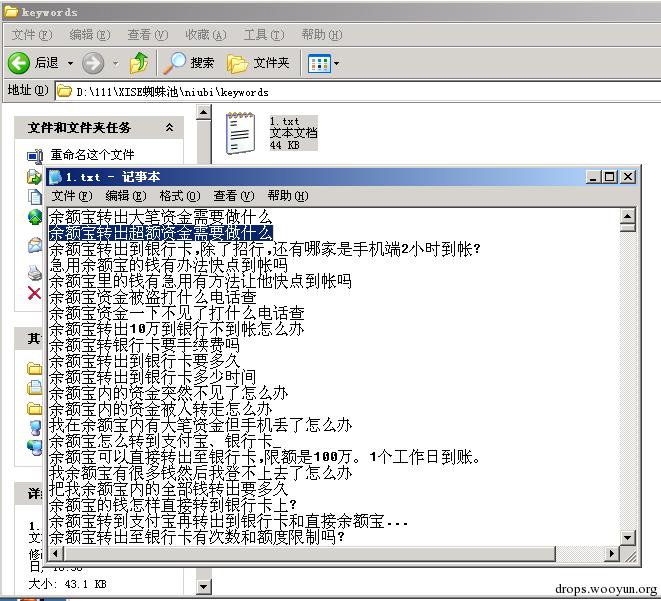 keywords
文件(F) 编辑(E) 查看(V) 收藏(A) 工具(T) 帮助(H)
后退 搜索 文件夹
地址(D) D:\111\XISE蜘蛛池\niubi\keywords
文件和文件夹任务
重命名这个文件
1.txt
文本文档
44 KB
1.txt - 记事本
文件(F) 编辑(E) 格式(O) 查看(V) 帮助(H)
余额宝转出大笔资金需要做什么
余额宝转出超额资金需要做什么
余额宝转出到银行卡,除了招行,还有哪家是手机端2小时到帐?
急用余额宝的钱有办法快点到帐吗
余额宝里的钱有急用有方法让他快点到帐吗
余额宝资金被盗打什么电话查
余额宝资金一下不见了打什么电话查
余额宝转出10万到银行不到帐怎么办
余额宝转银行卡要手续费吗
余额宝转出到银行卡要多久
余额宝转出到银行卡多少时间
余额宝内的资金突然不见了怎么办
余额宝内的资金被人转走怎么办
我在余额宝内有大笔资金但手机丢了怎么办
余额宝怎么转到支付宝、银行卡_
余额宝可以直接转出至银行卡,限额是100万。1个工作日到账。
我余额宝有很多钱然后我登不上去了怎么办
把我余额宝内的全部钱转出要多久
余额宝的钱怎样直接转到银行卡上?
余额宝转到支付宝再转出到银行卡和直接余额宝...
余额宝转出至银行卡有次数和额度限制吗?
其
详
1.
文
修
大小: 43.1 KB
drops.wooyun.org